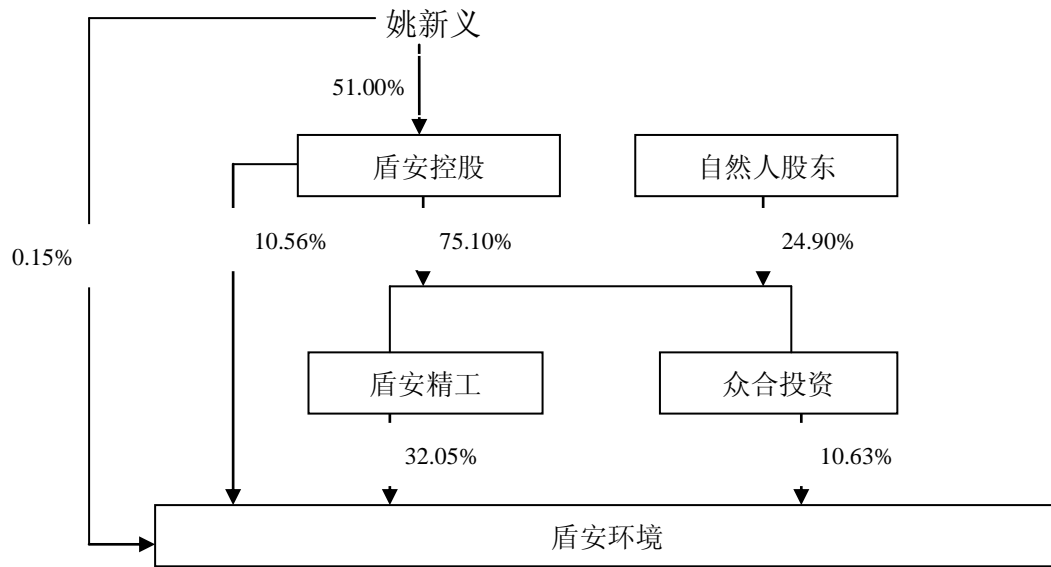 姚新义
51.00%
盾安控股
自然人股东
0.15%
10.56%
75.10%
24.90%
盾安精工
众合投资
32.05%
10.63%
盾安环境